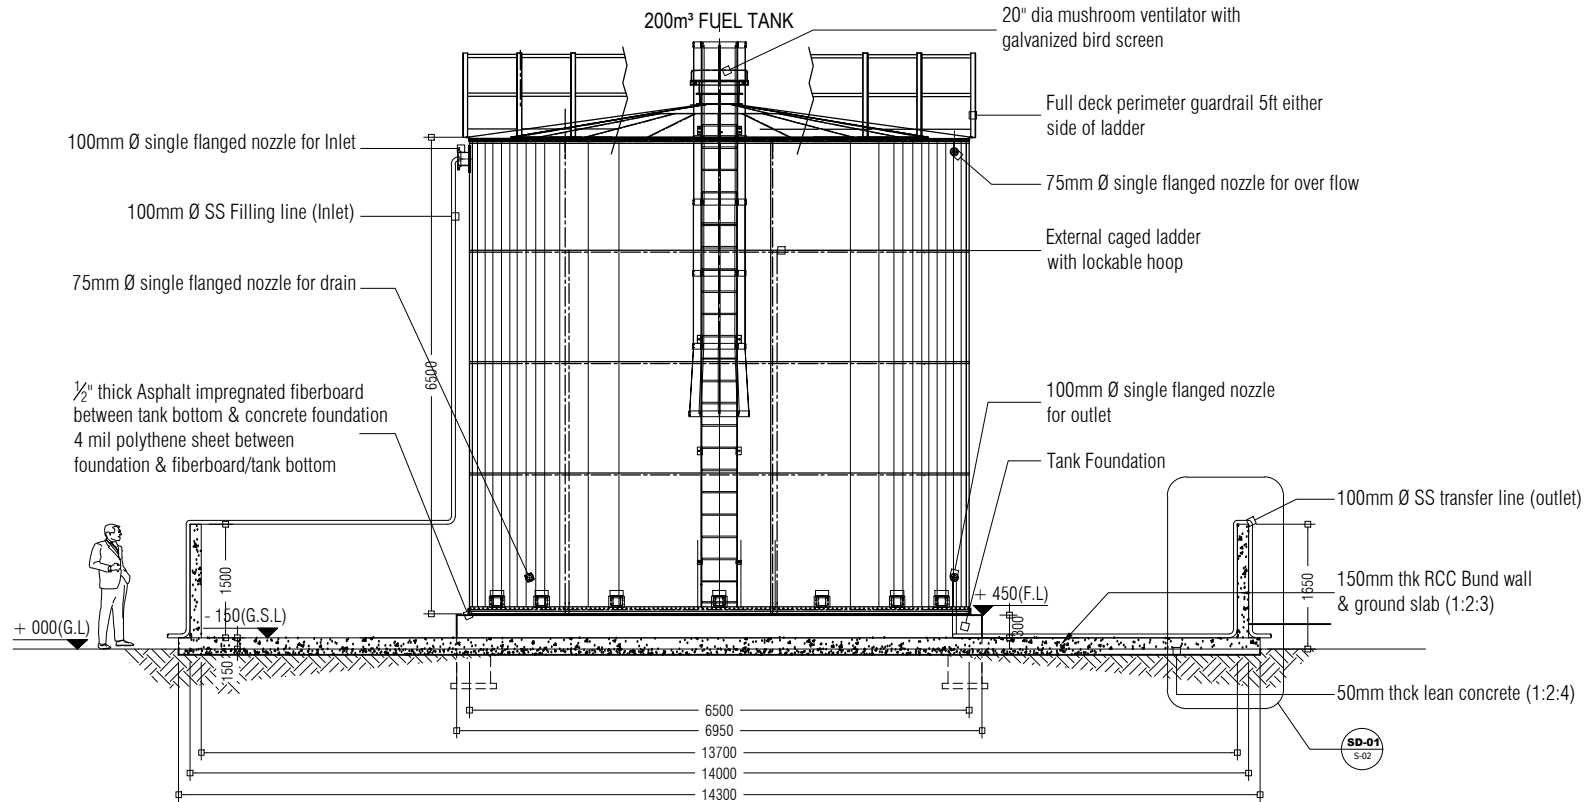 200m³ FUEL TANK
20" dia mushroom ventilator with
galvanized bird screen
Full deck perimeter guardrail 5ft either
side of ladder
100mm Ø single flanged nozzle for Inlet
75mm Ø single flanged nozzle for over flow
100mm Ø SS Filling line (Inlet)
External caged ladder
with lockable hoop
75mm Ø single flanged nozzle for drain
6500
½" thick Asphalt impregnated fiberboard
between tank bottom & concrete foundation
4 mil polythene sheet between
foundation & fiberboard/tank bottom
100mm Ø single flanged nozzle
for outlet
Tank Foundation
100mm Ø SS transfer line (outlet)
1500
1650
150mm thk RCC Bund wall
& ground slab (1:2:3)
+ 450(F.L)
- 150(G.S.L)
+ 000(G.L)
300
150
50mm thck lean concrete (1:2:4)
6500
6950
13700
14000
14300
SD-01
S-02